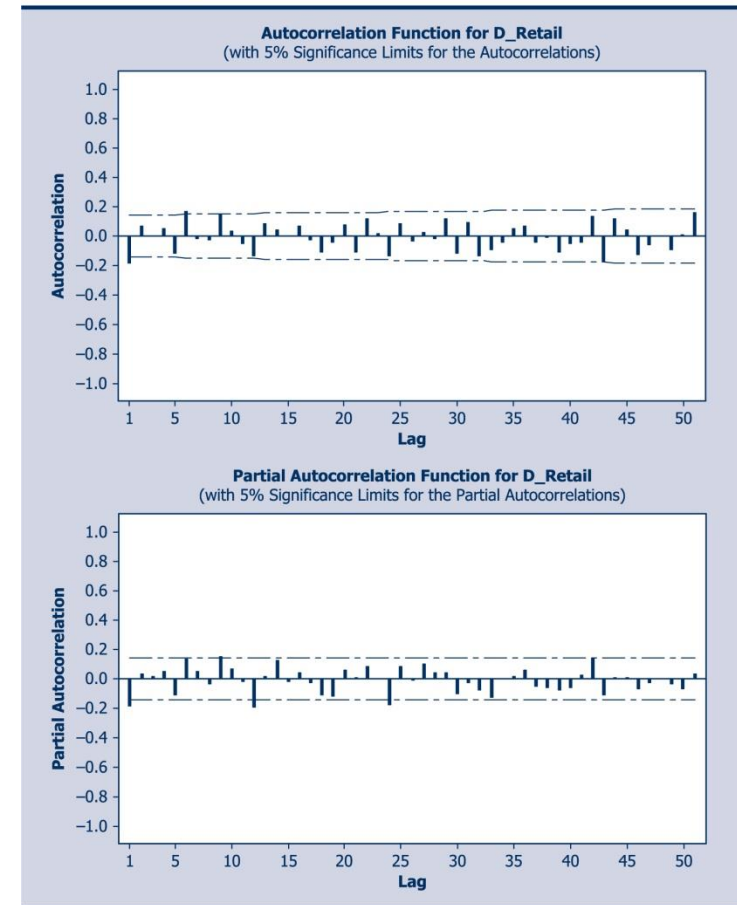 Autocorrelation Function for D_Retail
(with 5% Significance Limits for the Autocorrelations)
1.0
0.8
0.6
0.4
0.2
0.0
−0.2
−0.4
−0.6
−0.8
−1.0
Autocorrelation
1 5 10 15 20 25 30 35 40 45 50
Lag
Partial Autocorrelation Function for D_Retail
(with 5% Significance Limits for the Partial Autocorrelations)
1.0
0.8
0.6
0.4
0.2
0.0
−0.2
−0.4
−0.6
−0.8
−1.0
Partial Autocorrelation
1 5 10 15 20 25 30 35 40 45 50
Lag